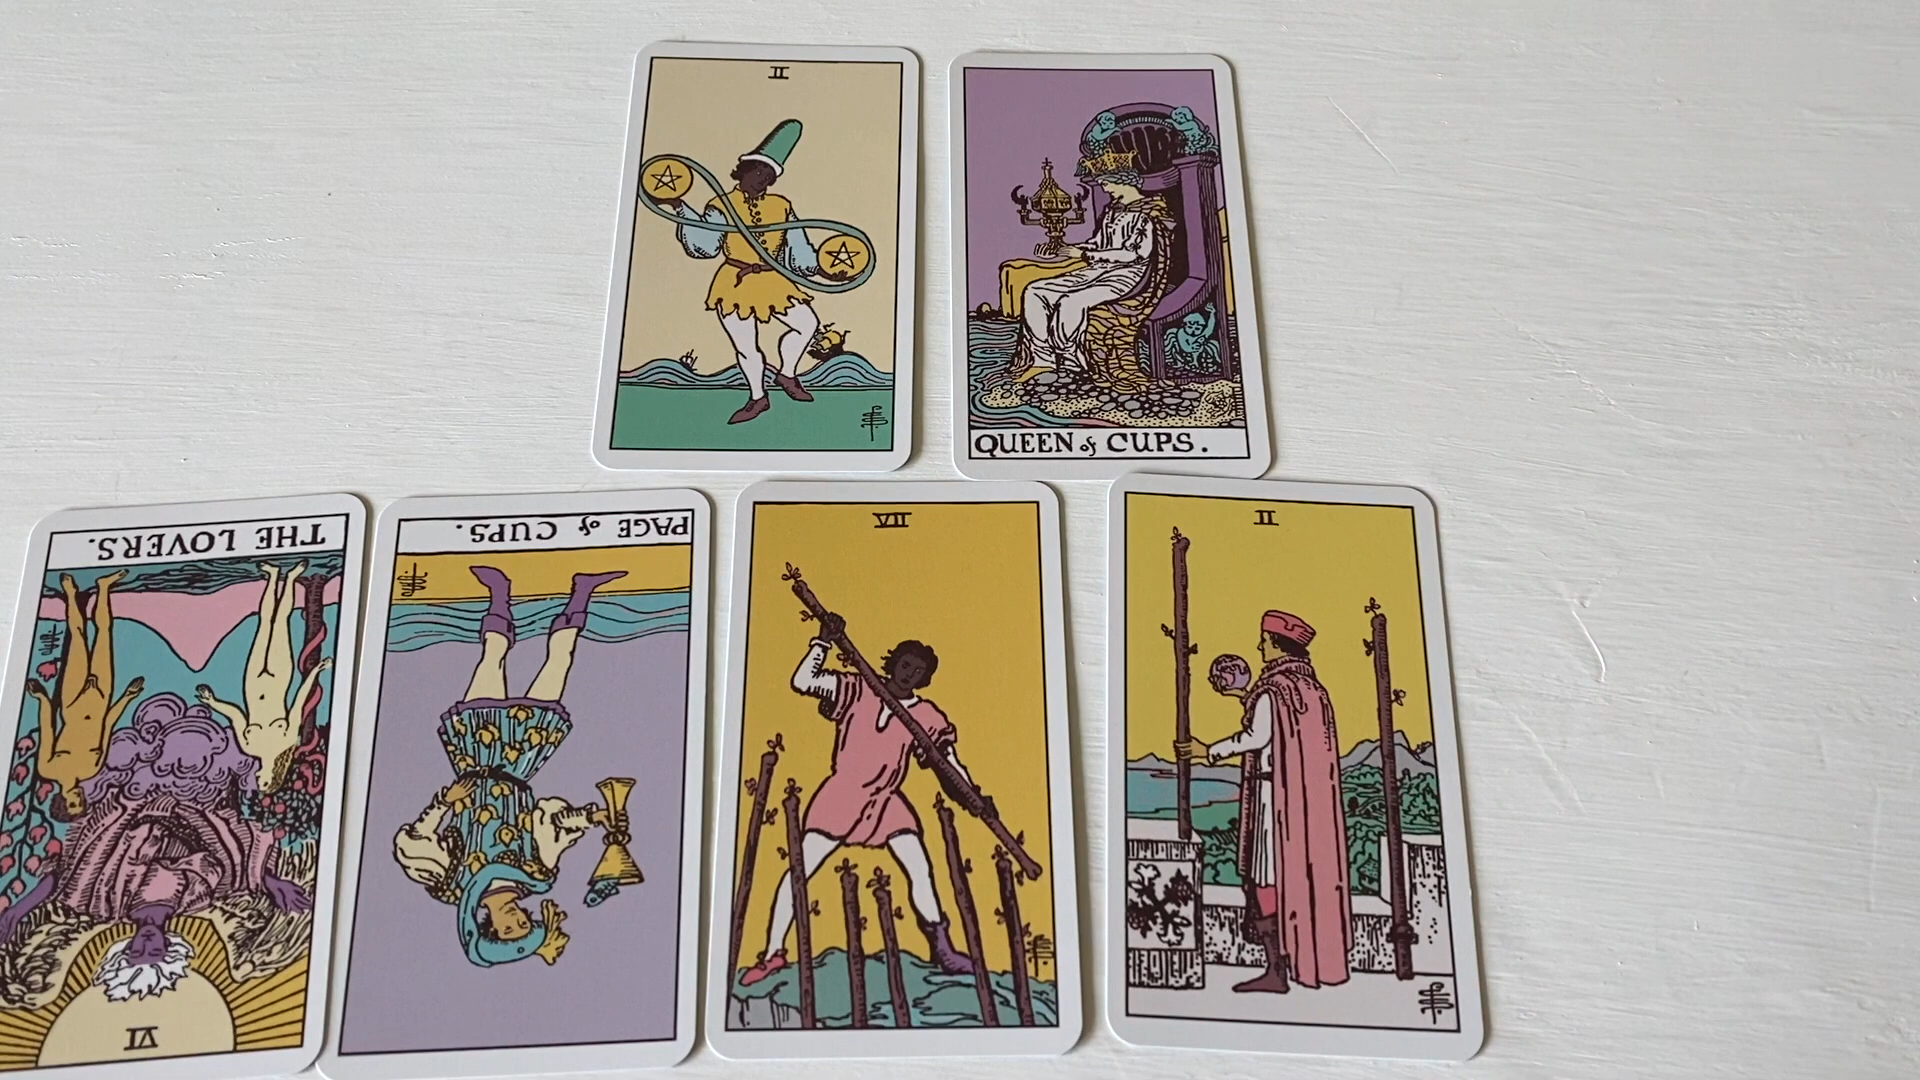 II
QUEEN of CUPS.
THE LOVERS.
VI
PAGE of CUPS.
VII
II